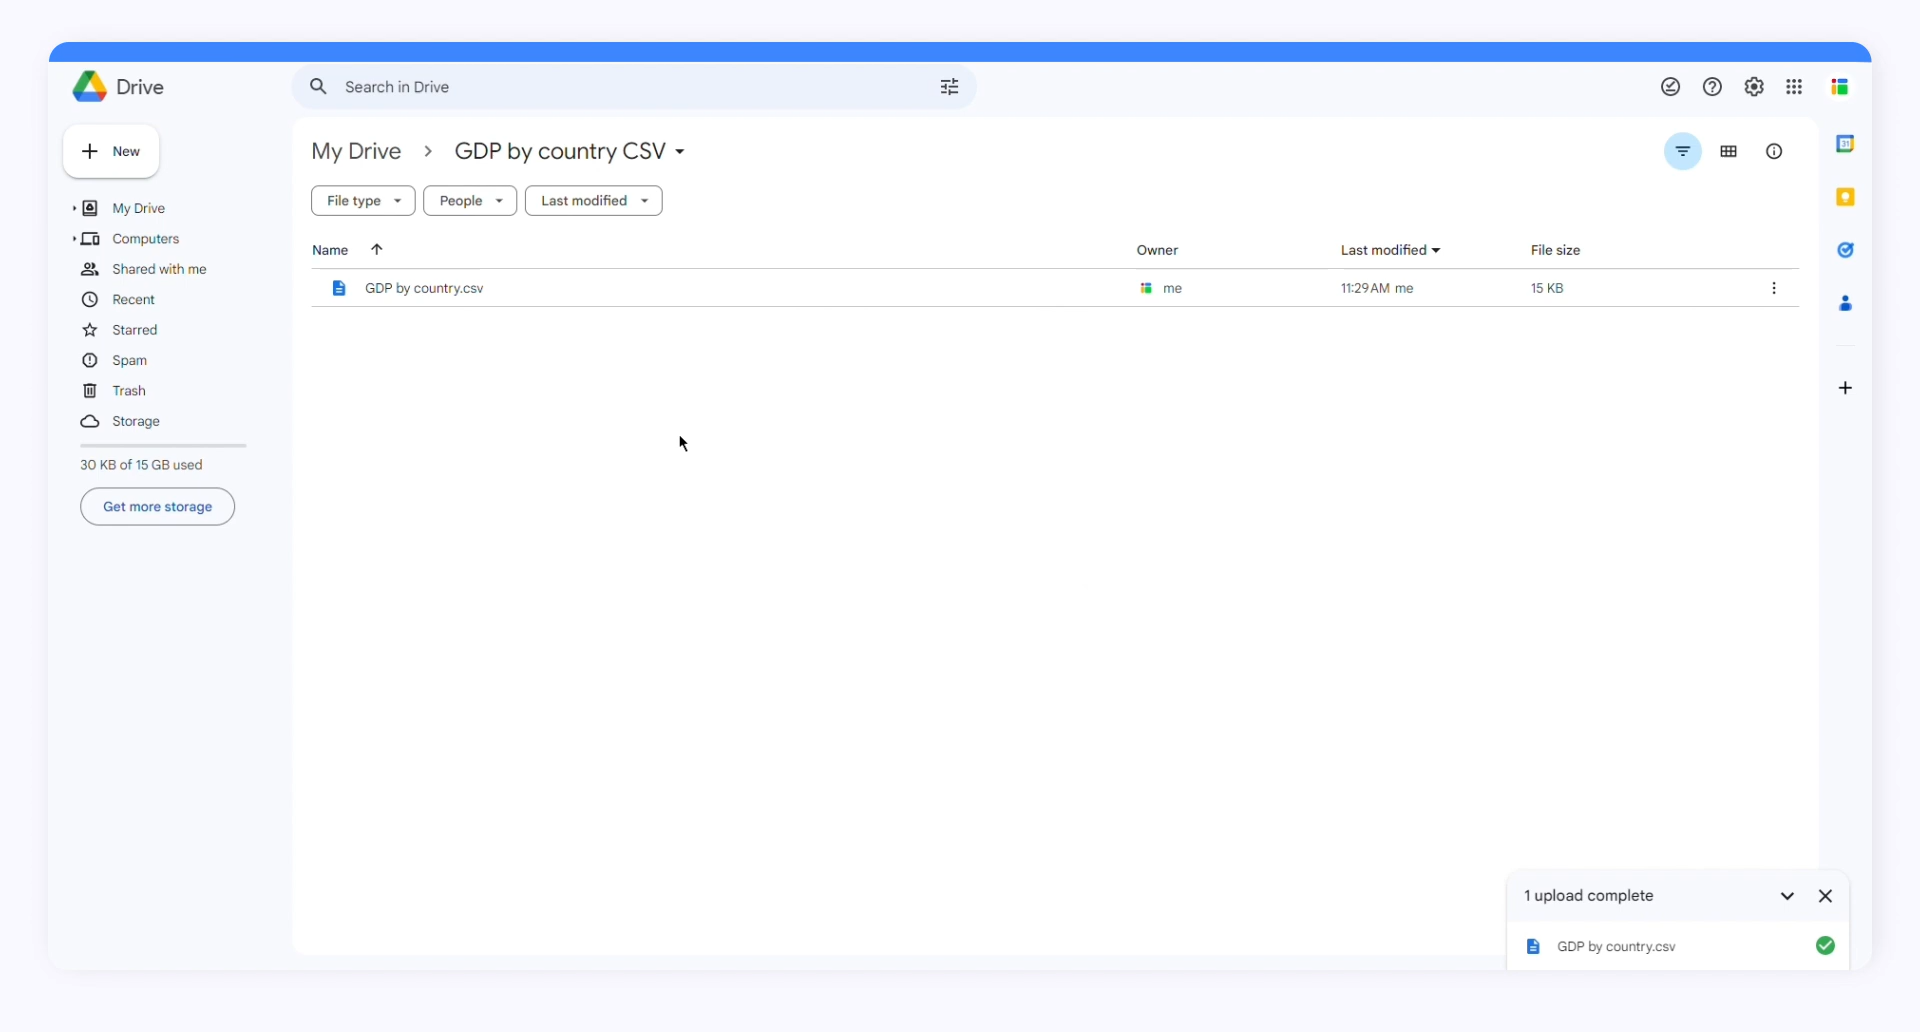 Drive
Search in Drive
New
My Drive
Computers
Shared with me
Recent
Starred
Spam
Trash
Storage
30 KB of 15 GB used
Get more storage
My Drive > GDP by country CSV
File type People Last modified
Name Owner Last modified File size
GDP by country.csv me 11:29 AM me 15 KB
31
1 upload complete
GDP by country.csv